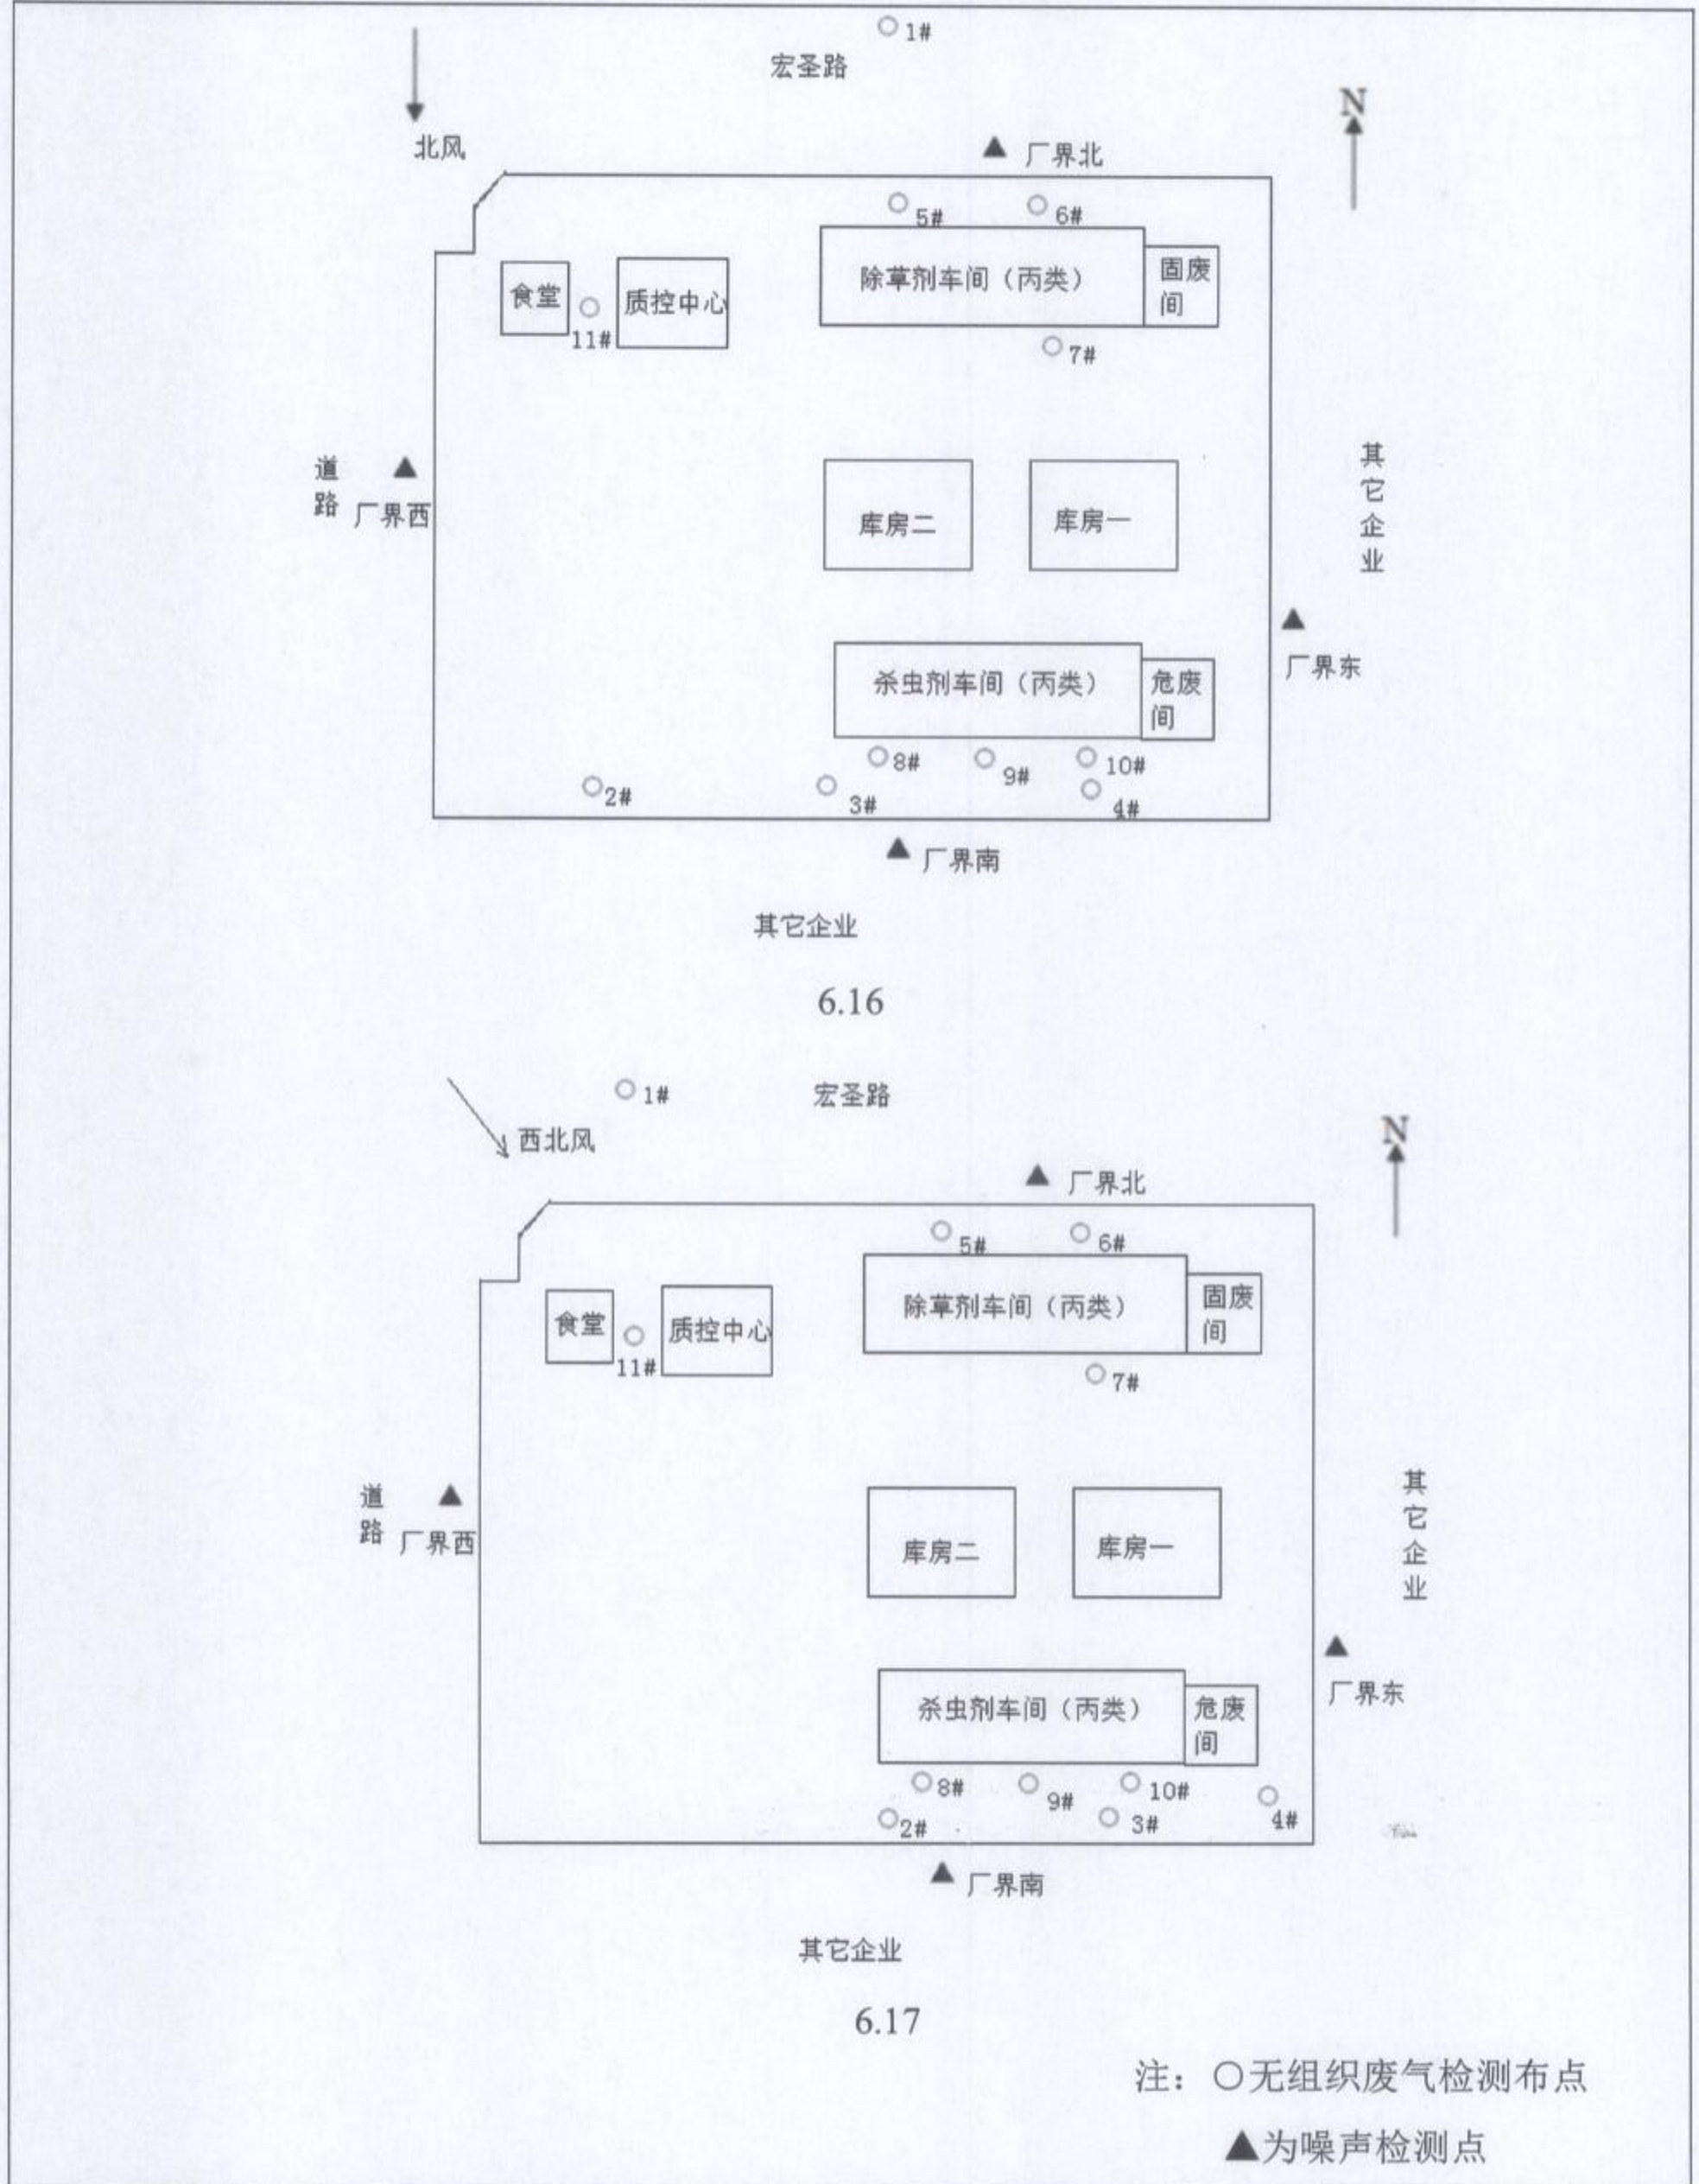 1#
宏圣路
N
北风
厂界北
5#
6#
除草剂车间（丙类）
固废
间
食堂
质控中心
11#
7#
道
路
厂界西
其
它
企
业
库房二
库房一
厂界东
杀虫剂车间（丙类）
危废
间
8#
9#
10#
2#
3#
4#
厂界南
其它企业
6.16
1#
宏圣路
西北风
N
厂界北
5#
6#
除草剂车间（丙类）
固废
间
食堂
质控中心
11#
7#
道
路
厂界西
其
它
企
业
库房二
库房一
厂界东
杀虫剂车间（丙类）
危废
间
8#
9#
10#
2#
3#
4#
厂界南
其它企业
6.17
注：○无组织废气检测布点
▲为噪声检测点